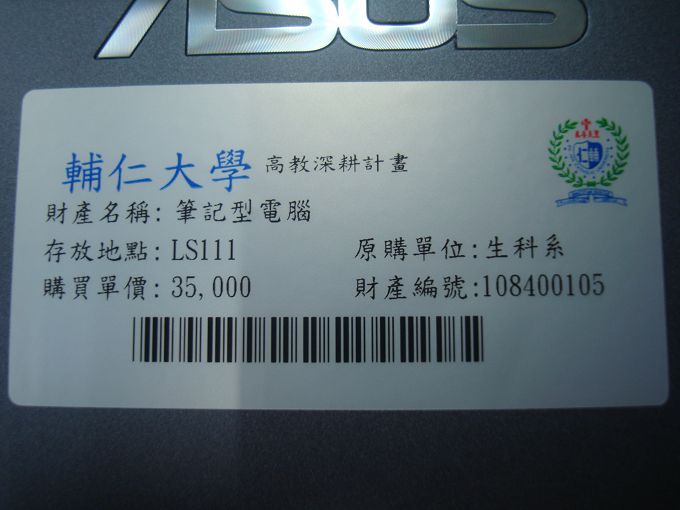 ASUS
輔仁大學 高教深耕計畫
財產名稱: 筆記型電腦
存放地點: LS111 原購單位: 生科系
購買單價: 35,000 財產編號:108400105